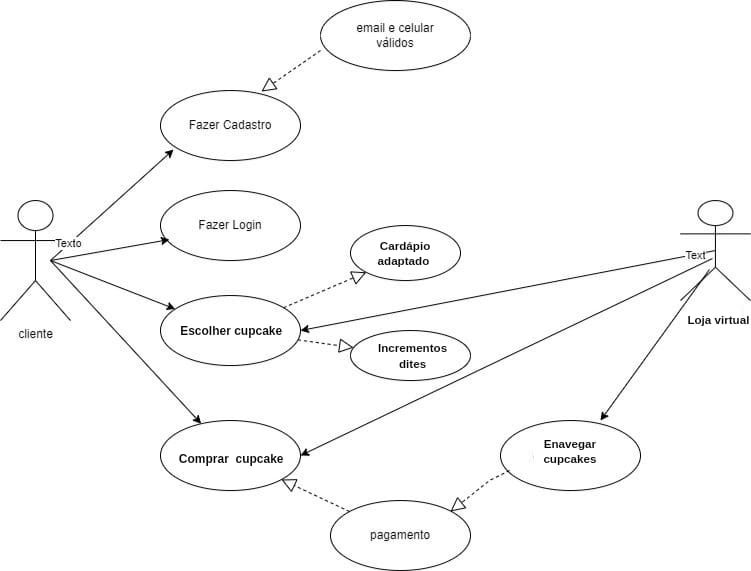 email e celular
válidos
Fazer Cadastro
Fazer Login
Texto
Cardápio
adaptado
Text
cliente
Escolher cupcake
Loja virtual
Incrementos
dites
Comprar cupcake
Enavegar
cupcakes
pagamento